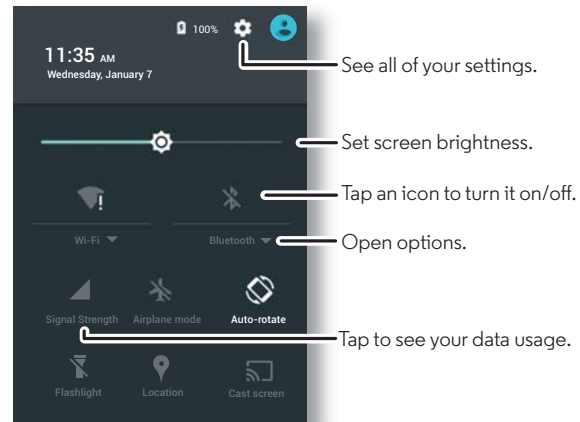 100%
11:35 AM
Wednesday, January 7
See all of your settings.
Set screen brightness.
Tap an icon to turn it on/off.
Wi-Fi
Bluetooth
Open options.
Signal Strength
Airplane mode
Auto-rotate
Tap to see your data usage.
Flashlight
Location
Cast screen